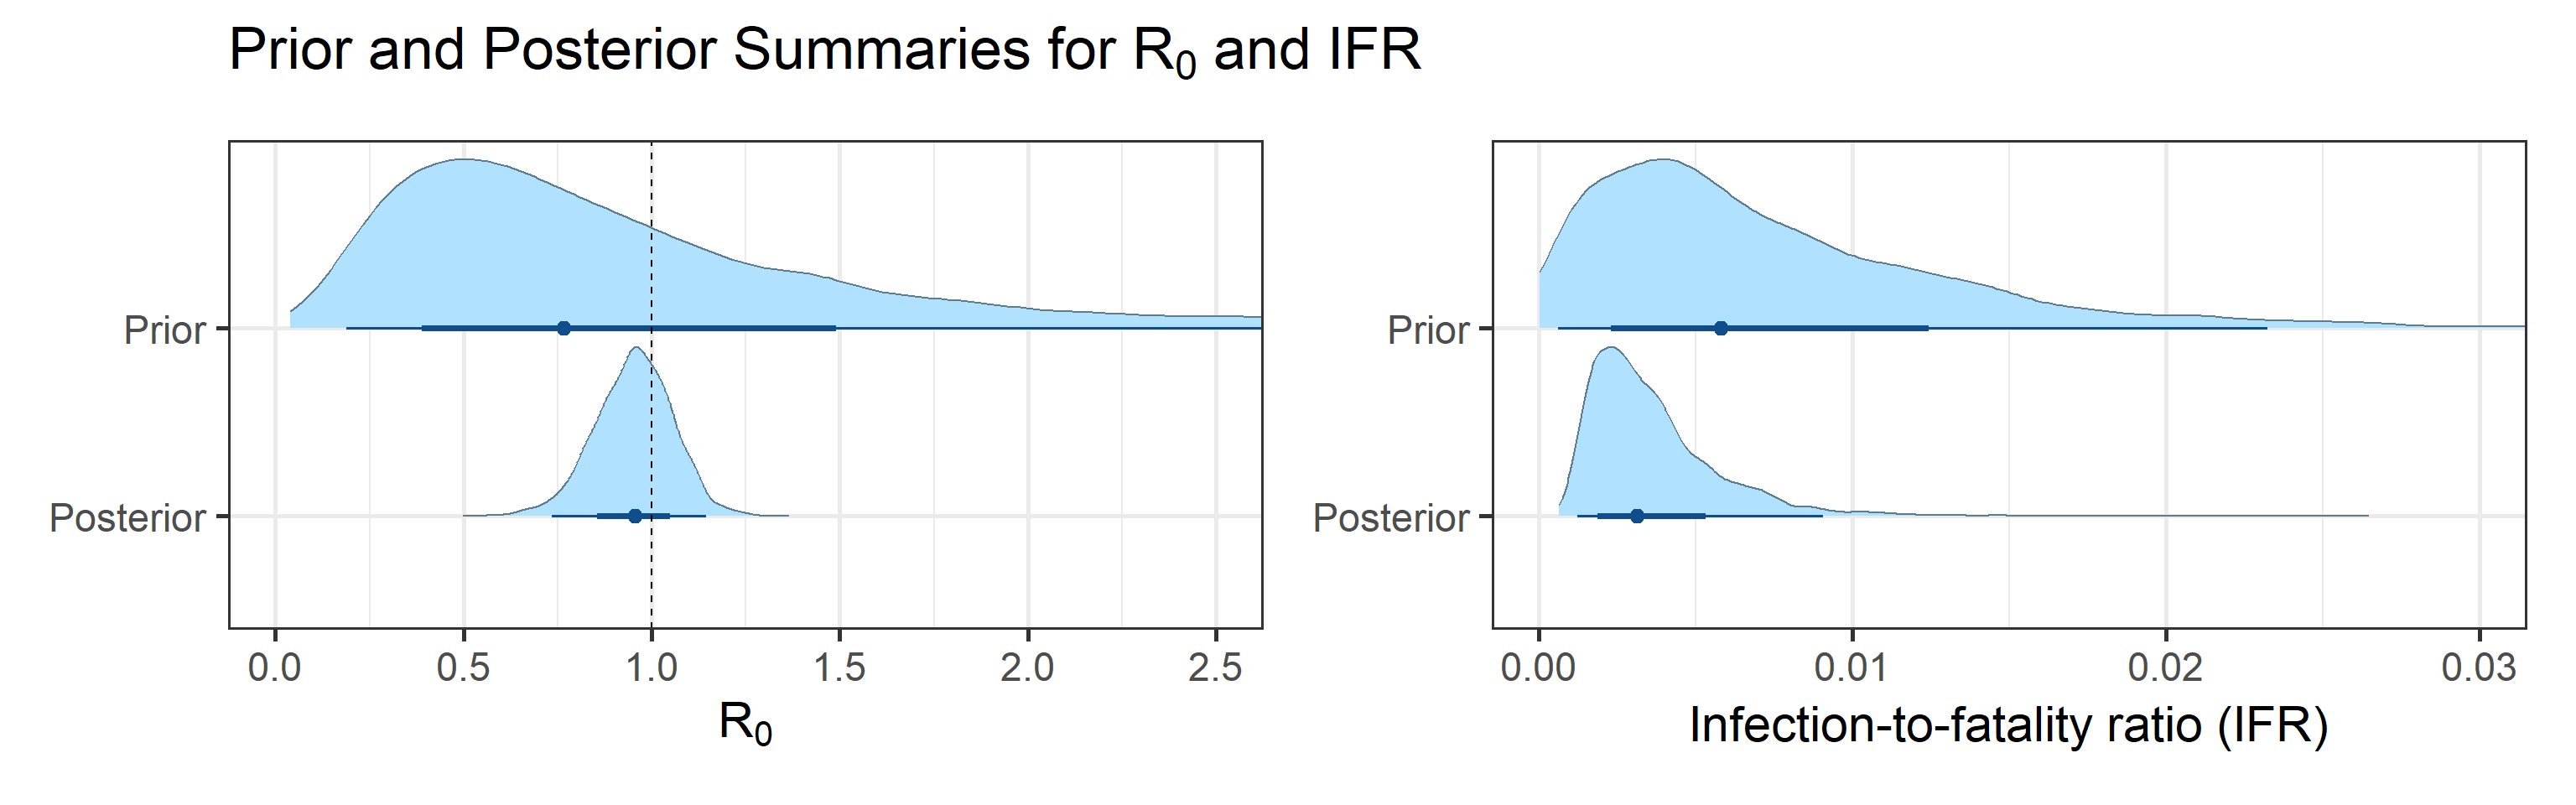 Prior and Posterior Summaries for R₀ and IFR
Prior
Posterior
0.0 0.5 1.0 1.5 2.0 2.5
R₀
Prior
Posterior
0.00 0.01 0.02 0.03
Infection-to-fatality ratio (IFR)